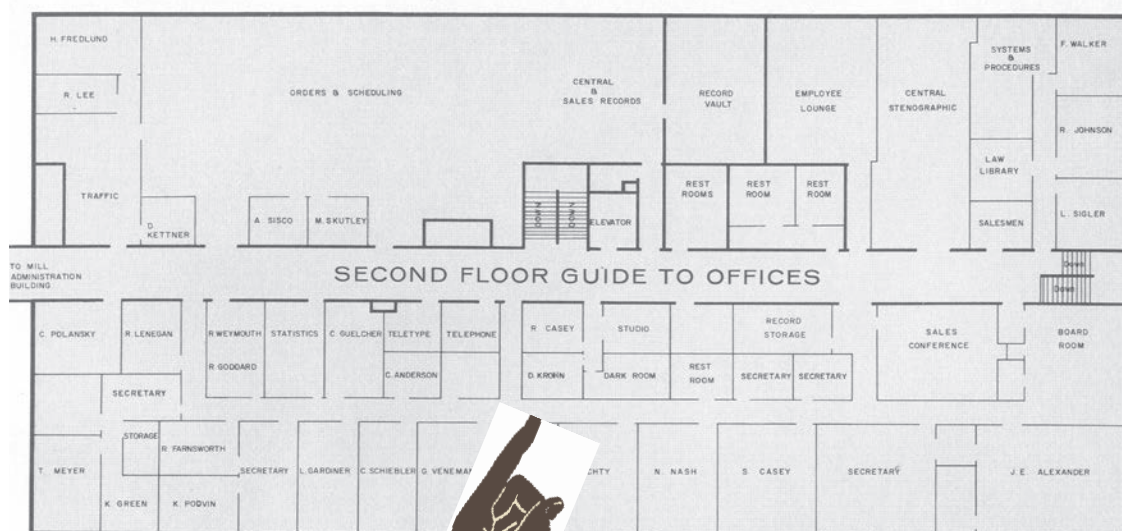 H. FREDLUND
R. LEE
ORDERS & SCHEDULING
CENTRAL
&
SALES RECORDS
RECORD
VAULT
EMPLOYEE
LOUNGE
CENTRAL
STENOGRAPHIC
SYSTEMS
&
PROCEDURES
F. WALKER
R. JOHNSON
LAW
LIBRARY
TRAFFIC
D.
KETTNER
A. SISCO
M. SKUTLEY
DOWN
DOWN
ELEVATOR
REST
ROOMS
REST
ROOM
REST
ROOM
SALESMEN
L. SIGLER
TO MILL
ADMINISTRATION
BUILDING
SECOND FLOOR GUIDE TO OFFICES
Down
Down
C. POLANSKY
R. LENEGAN
R. WEYMOUTH
R. GODDARD
STATISTICS
C. GUELCHER
TELETYPE
TELEPHONE
C. ANDERSON
R. CASEY
D. KROHN
STUDIO
DARK ROOM
REST
ROOM
RECORD
STORAGE
SECRETARY
SECRETARY
SALES
CONFERENCE
BOARD
ROOM
SECRETARY
STORAGE
R. FARNSWORTH
T. MEYER
K. GREEN
K. PODVIN
SECRETARY
L. GARDINER
C. SCHIEBLER
N. NASH
S. CASEY
SECRETARY
J. E. ALEXANDER